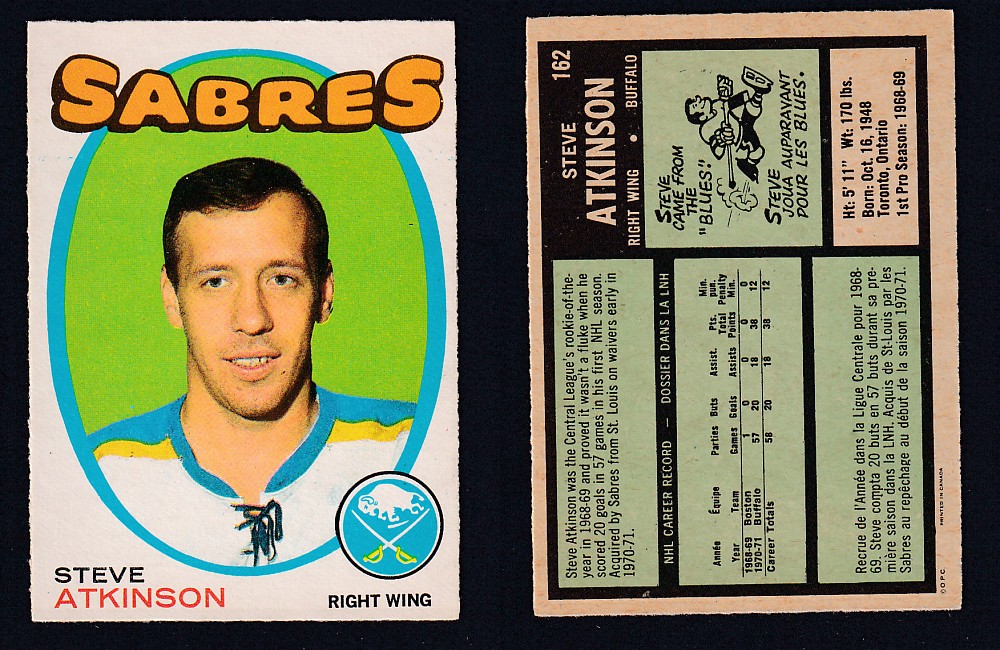 SABRES
STEVE
ATKINSON
RIGHT WING
162
STEVE
ATKINSON
RIGHT WING • BUFFALO
STEVE
CAME FROM
THE
"BLUES!"
STEVE
JOUA AUPARAVANT
POUR LES BLUES.
Ht: 5' 11" Wt: 170 lbs.
Born: Oct. 16, 1948
Toronto, Ontario
1st Pro Season: 1968-69
Steve Atkinson was the Central League's rookie-of-the-
year in 1968-69 and proved it wasn't a fluke when he
scored 20 goals in 57 games in his first NHL season.
Acquired by Sabres from St. Louis on waivers early in
1970-71.
NHL CAREER RECORD — DOSSIER DANS LA LNH
Année Équipe Parties Buts Assist. Pts. Total Min. pun.
Year Team Games Goals Assists Points Penalty Min.
1968-69 Boston 1 0 0 0 0
1970-71 Buffalo 57 20 18 38 12
Career Totals 58 20 18 38 12
Recrue de l'Année dans la Ligue Centrale pour 1968-
69. Steve compta 20 buts en 57 buts durant sa pre-
mière saison dans la LNH. Acquis de St-Louis par les
Sabres au repêchage au début de la saison 1970-71.
© O.P.C. PRINTED IN CANADA